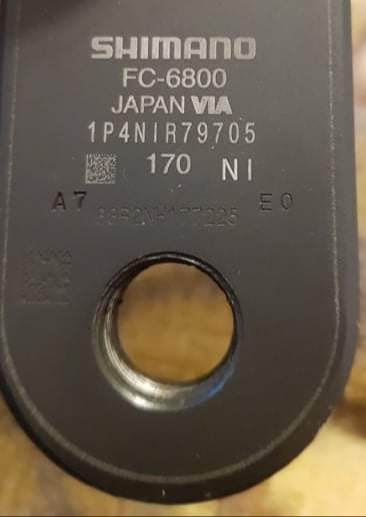 SHIMANO
FC-6800
JAPAN VIA
1P4NIR79705
170 NI
A7 E0